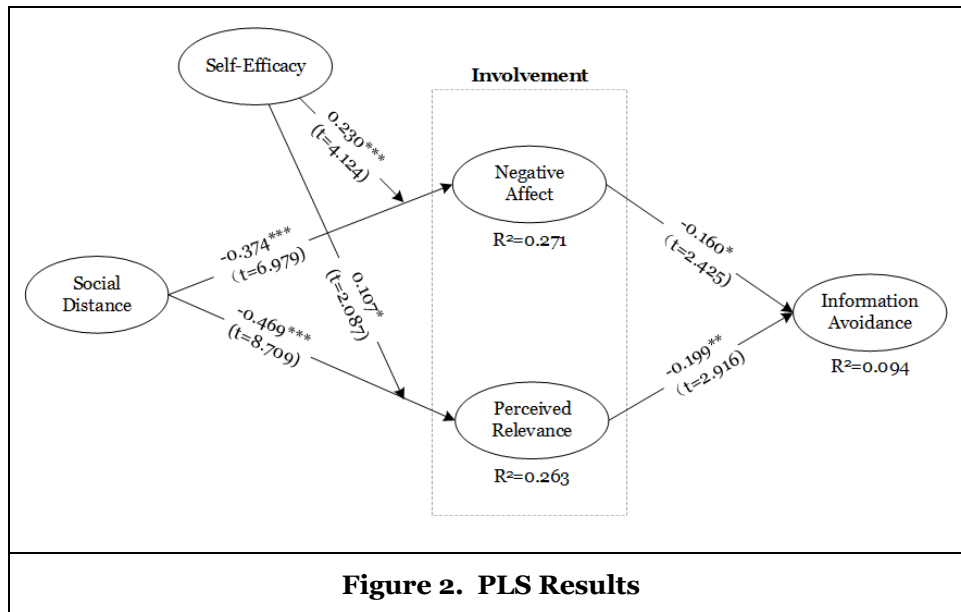 Self-Efficacy
Involvement
0.230***
(t=4.124)
Negative
Affect
R²=0.271
-0.374***
(t=6.979)
-0.160*
(t=2.425)
Social
Distance
0.107*
(t=2.087)
Information
Avoidance
R²=0.094
-0.469***
(t=8.709)
-0.199**
(t=2.916)
Perceived
Relevance
R²=0.263
Figure 2. PLS Results